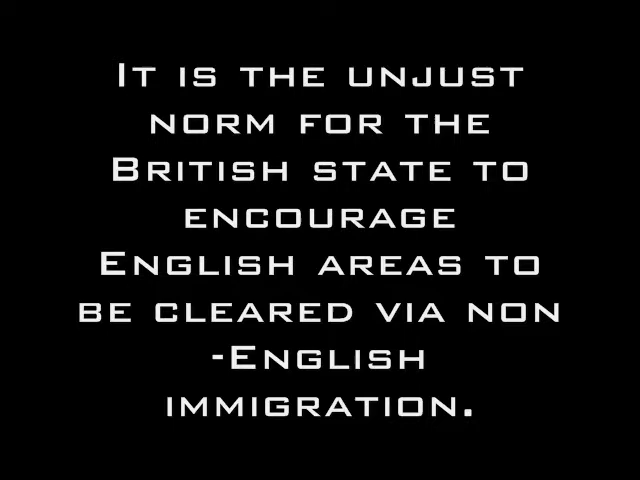 It is the unjust
norm for the
British state to
encourage
English areas to
be cleared via non
-English
immigration.